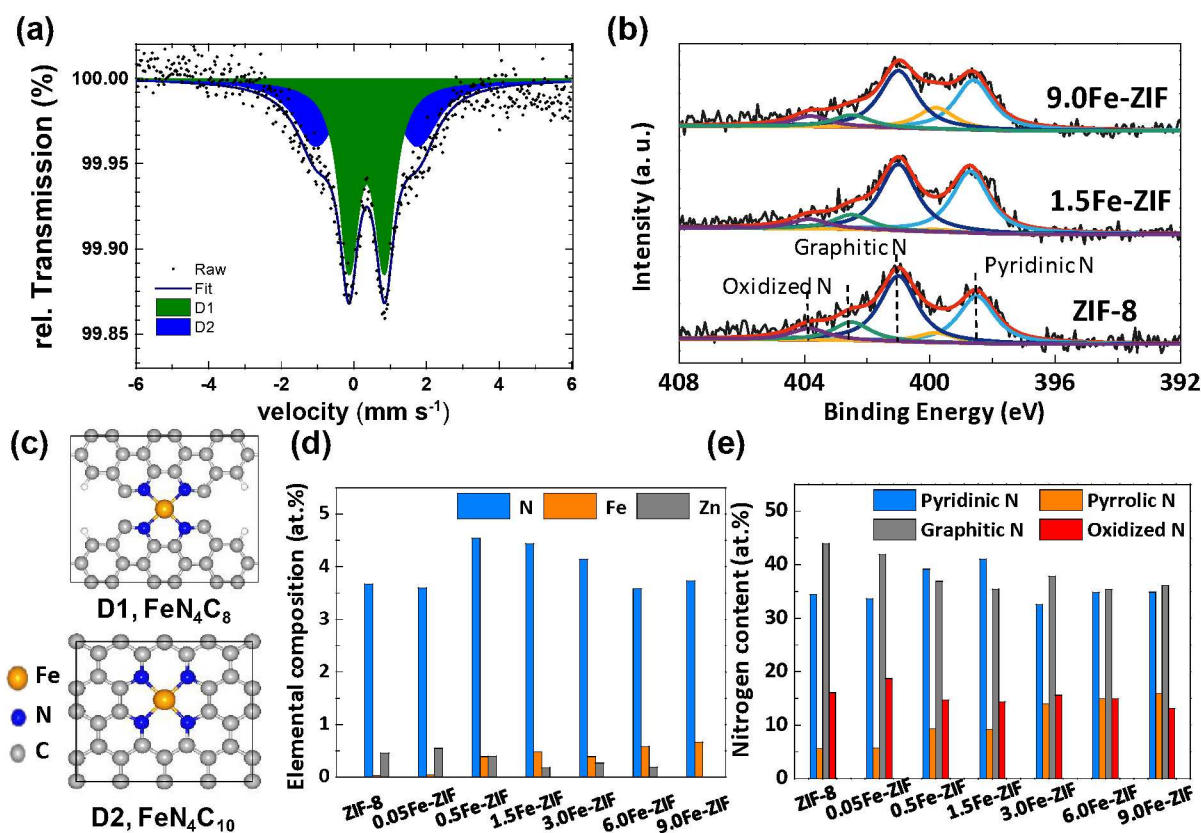 (a)
rel. Transmission (%)
100.00
99.95
99.90
99.85
Raw
Fit
D1
D2
-6 -4 -2 0 2 4 6
velocity (mm s-1)
(b)
Intensity (a. u.)
9.0Fe-ZIF
1.5Fe-ZIF
Graphitic N
Oxidized N
Pyridinic N
ZIF-8
408 404 400 396 392
Binding Energy (eV)
(c)
D1, FeN4C8
Fe
N
C
D2, FeN4C10
(d)
Elemental composition (at.%)
N Fe Zn
5
4
3
2
1
0
ZIF-8 0.05Fe-ZIF 0.5Fe-ZIF 1.5Fe-ZIF 3.0Fe-ZIF 6.0Fe-ZIF 9.0Fe-ZIF
(e)
Nitrogen content (at.%)
Pyridinic N Pyrrolic N
Graphitic N Oxidized N
50
40
30
20
10
0
ZIF-8 0.05Fe-ZIF 0.5Fe-ZIF 1.5Fe-ZIF 3.0Fe-ZIF 6.0Fe-ZIF 9.0Fe-ZIF